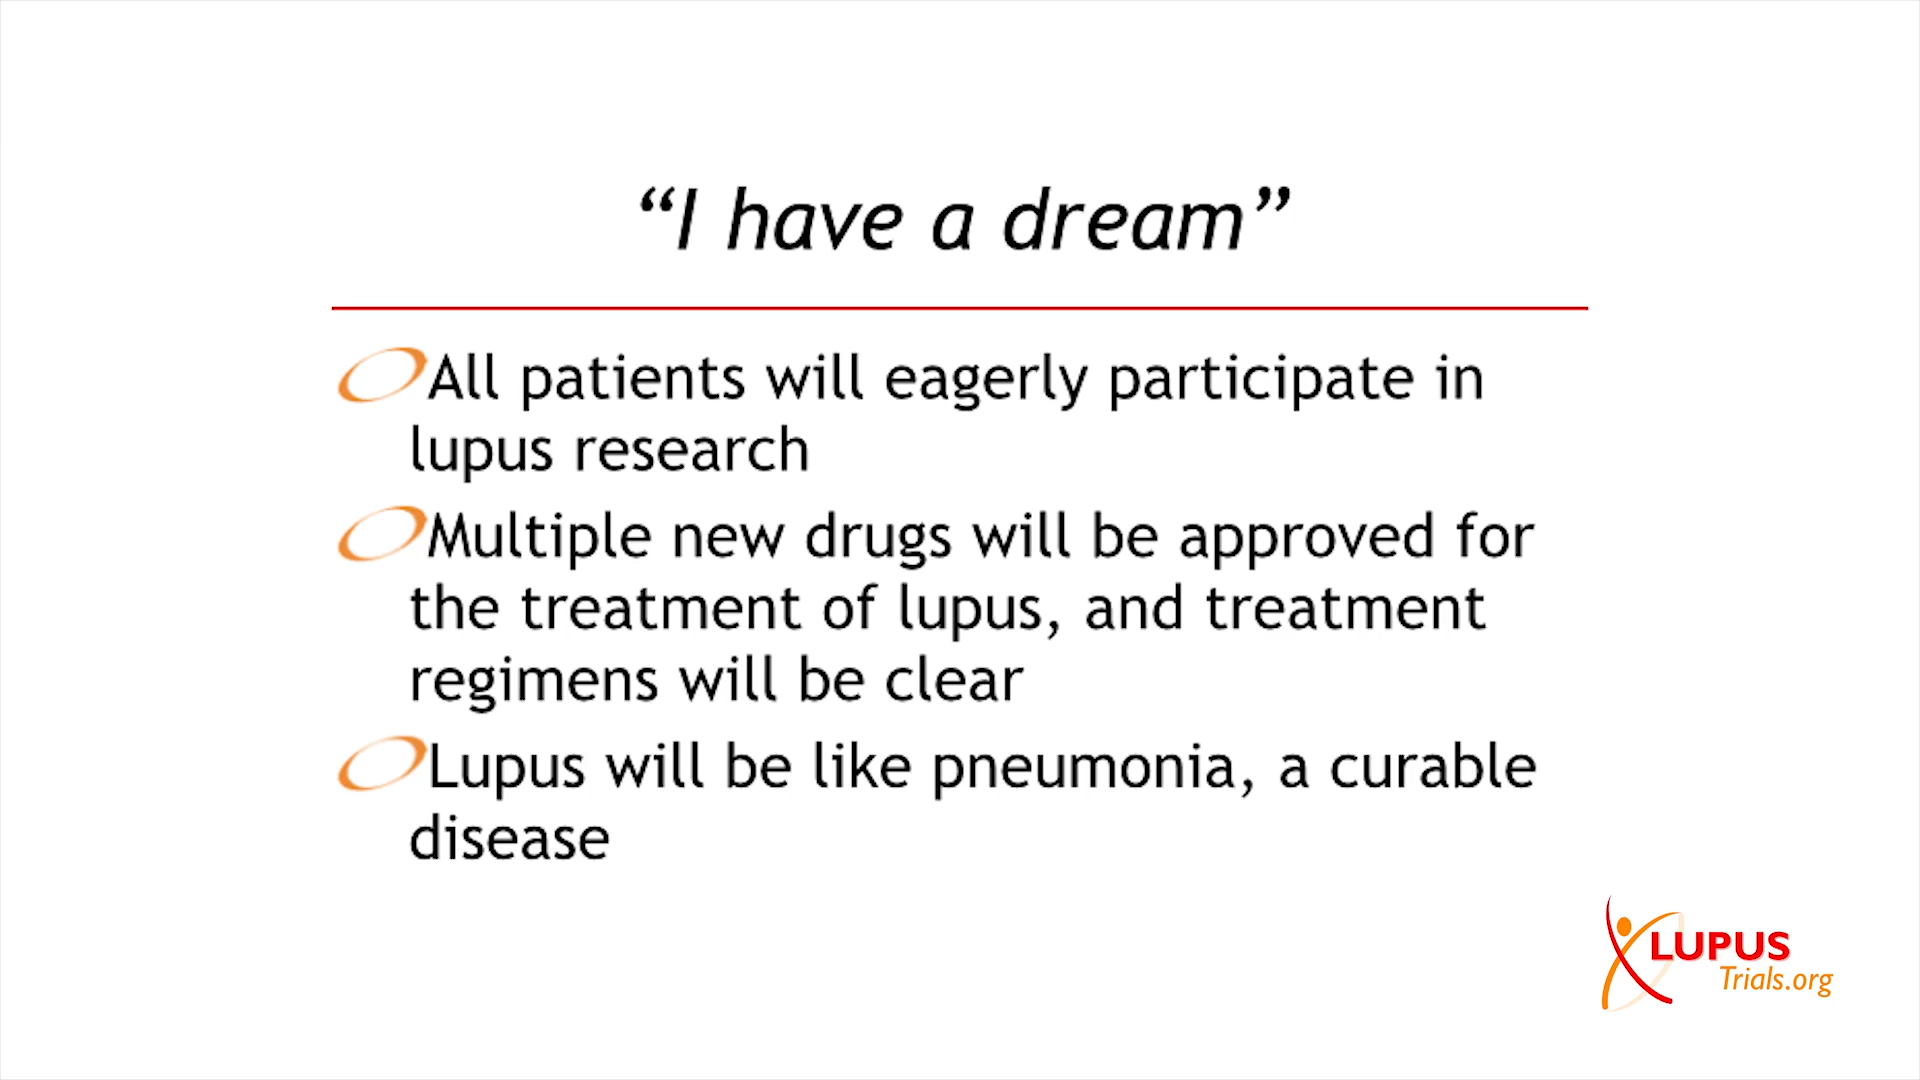 “I have a dream”
All patients will eagerly participate in
lupus research
Multiple new drugs will be approved for
the treatment of lupus, and treatment
regimens will be clear
Lupus will be like pneumonia, a curable
disease
LUPUS
Trials.org